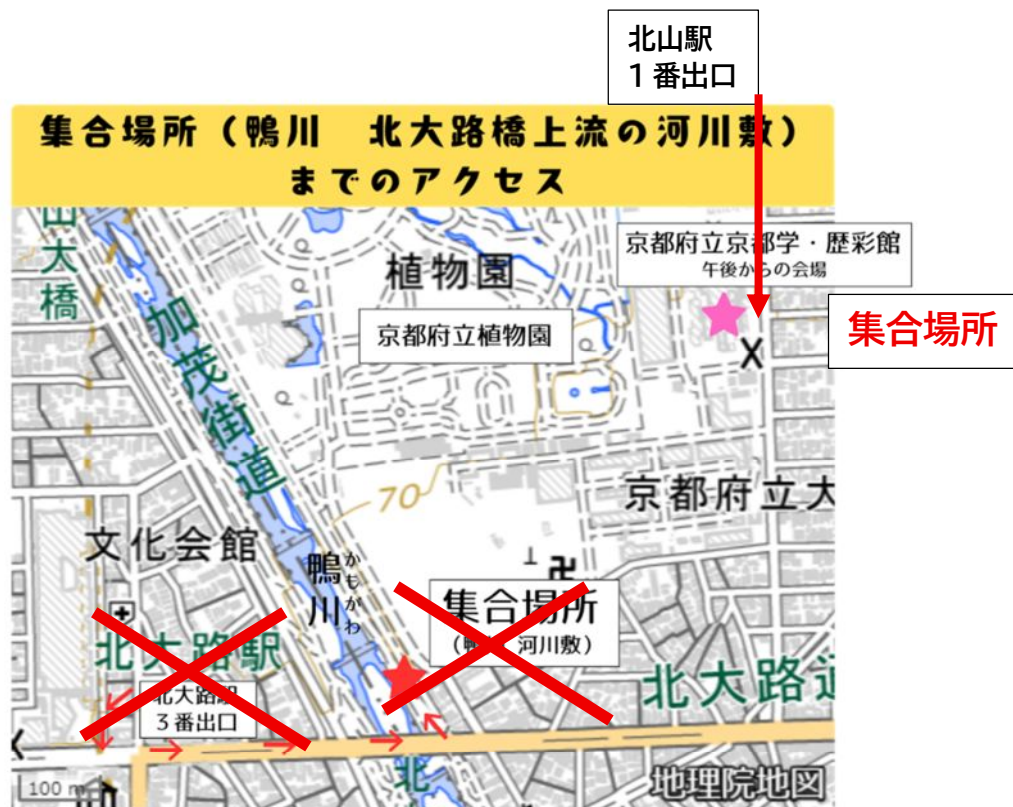 北山駅
1番出口
集合場所（鴨川　北大路橋上流の河川敷）
までのアクセス
山大橋
植物園
京都府立京都学・歴彩館
午後からの会場
京都府立植物園
集合場所
加茂街道
70
京都府立大
文化会館
鴨川
かもがわ
集合場所
河川敷）
北大路駅
北大路駅
3番出口
北大路通
北
100 m
地理院地図